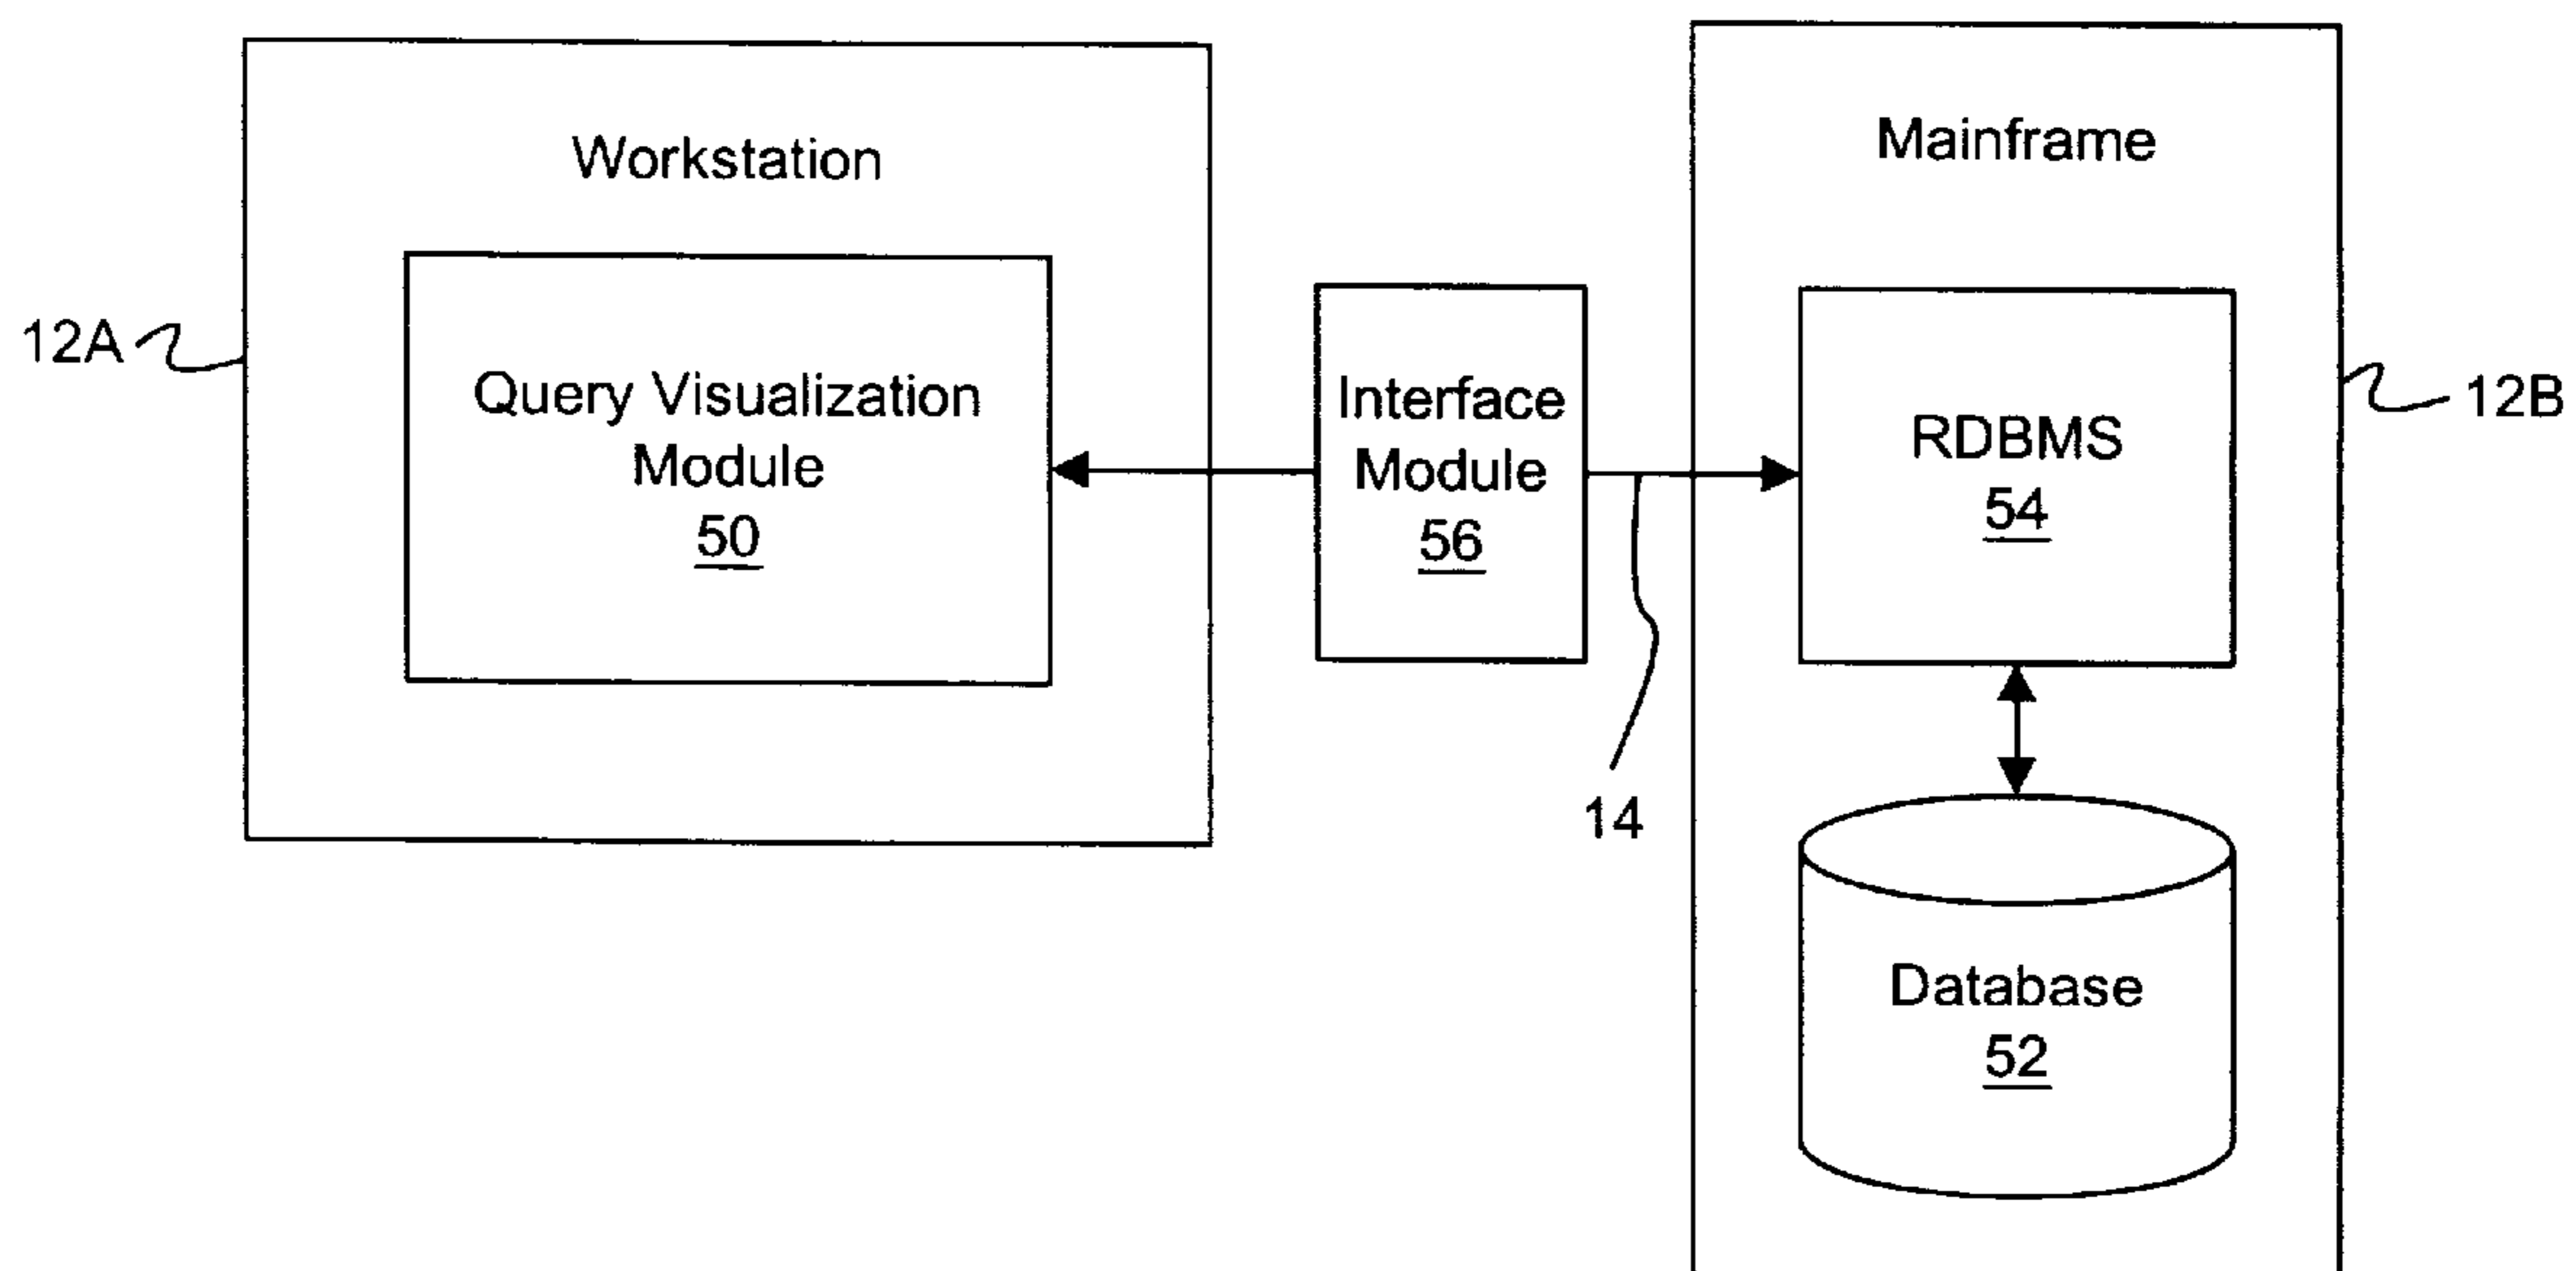 Workstation
Mainframe
12A
Query Visualization
Module
50
Interface
Module
56
RDBMS
54
12B
14
Database
52